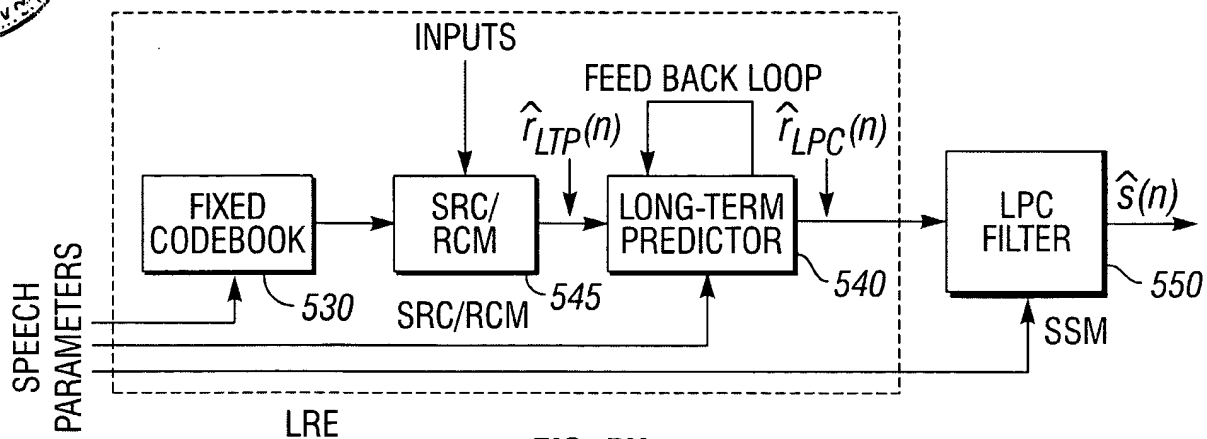 INPUTS
FEED BACK LOOP
r̂LTP(n)
r̂LPC(n)
FIXED
CODEBOOK
SRC/
RCM
LONG-TERM
PREDICTOR
LPC
FILTER
ŝ(n)
530
545
540
550
SRC/RCM
SSM
SPEECH
PARAMETERS
LRE